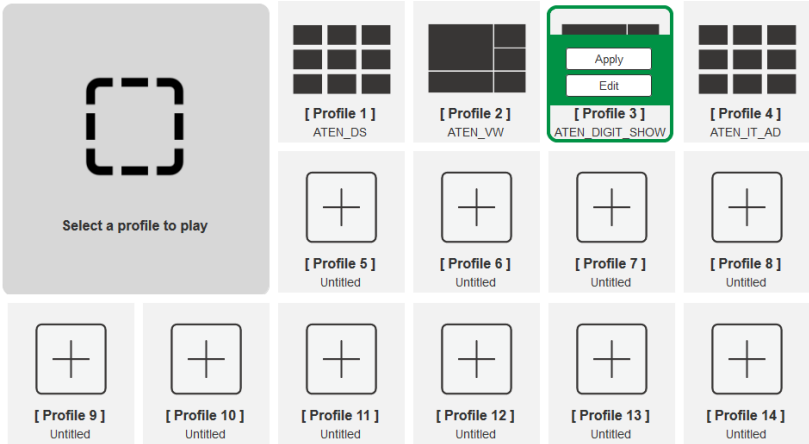 Apply
Edit
[ Profile 1 ]
[ Profile 2 ]
[ Profile 3 ]
[ Profile 4 ]
ATEN_DS
ATEN_VW
ATEN_DIGIT_SHOW
ATEN_IT_AD
Select a profile to play
[ Profile 5 ]
[ Profile 6 ]
[ Profile 7 ]
[ Profile 8 ]
Untitled
Untitled
Untitled
Untitled
[ Profile 9 ]
[ Profile 10 ]
[ Profile 11 ]
[ Profile 12 ]
[ Profile 13 ]
[ Profile 14 ]
Untitled
Untitled
Untitled
Untitled
Untitled
Untitled